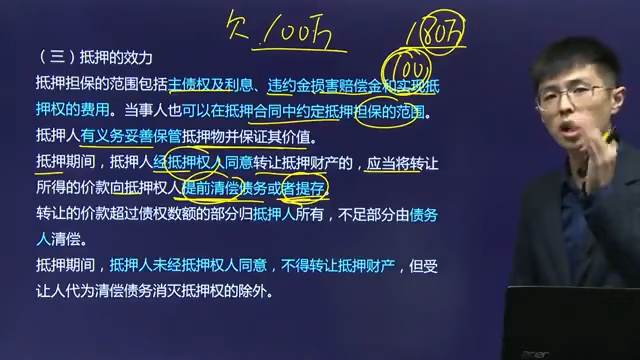 欠 100万 180万
100
（三）抵押的效力
抵押担保的范围包括主债权及利息、违约金损害赔偿金和实现抵
押权的费用。当事人也可以在抵押合同中约定抵押担保的范围。
抵押人有义务妥善保管抵押物并保证其价值。
抵押期间，抵押人经抵押权人同意转让抵押财产的，应当将转让
所得的价款向抵押权人提前清偿债务或者提存。
转让的价款超过债权数额的部分归抵押人所有，不足部分由债务
人清偿。
抵押期间，抵押人未经抵押权人同意，不得转让抵押财产，但受
让人代为清偿债务消灭抵押权的除外。
acer